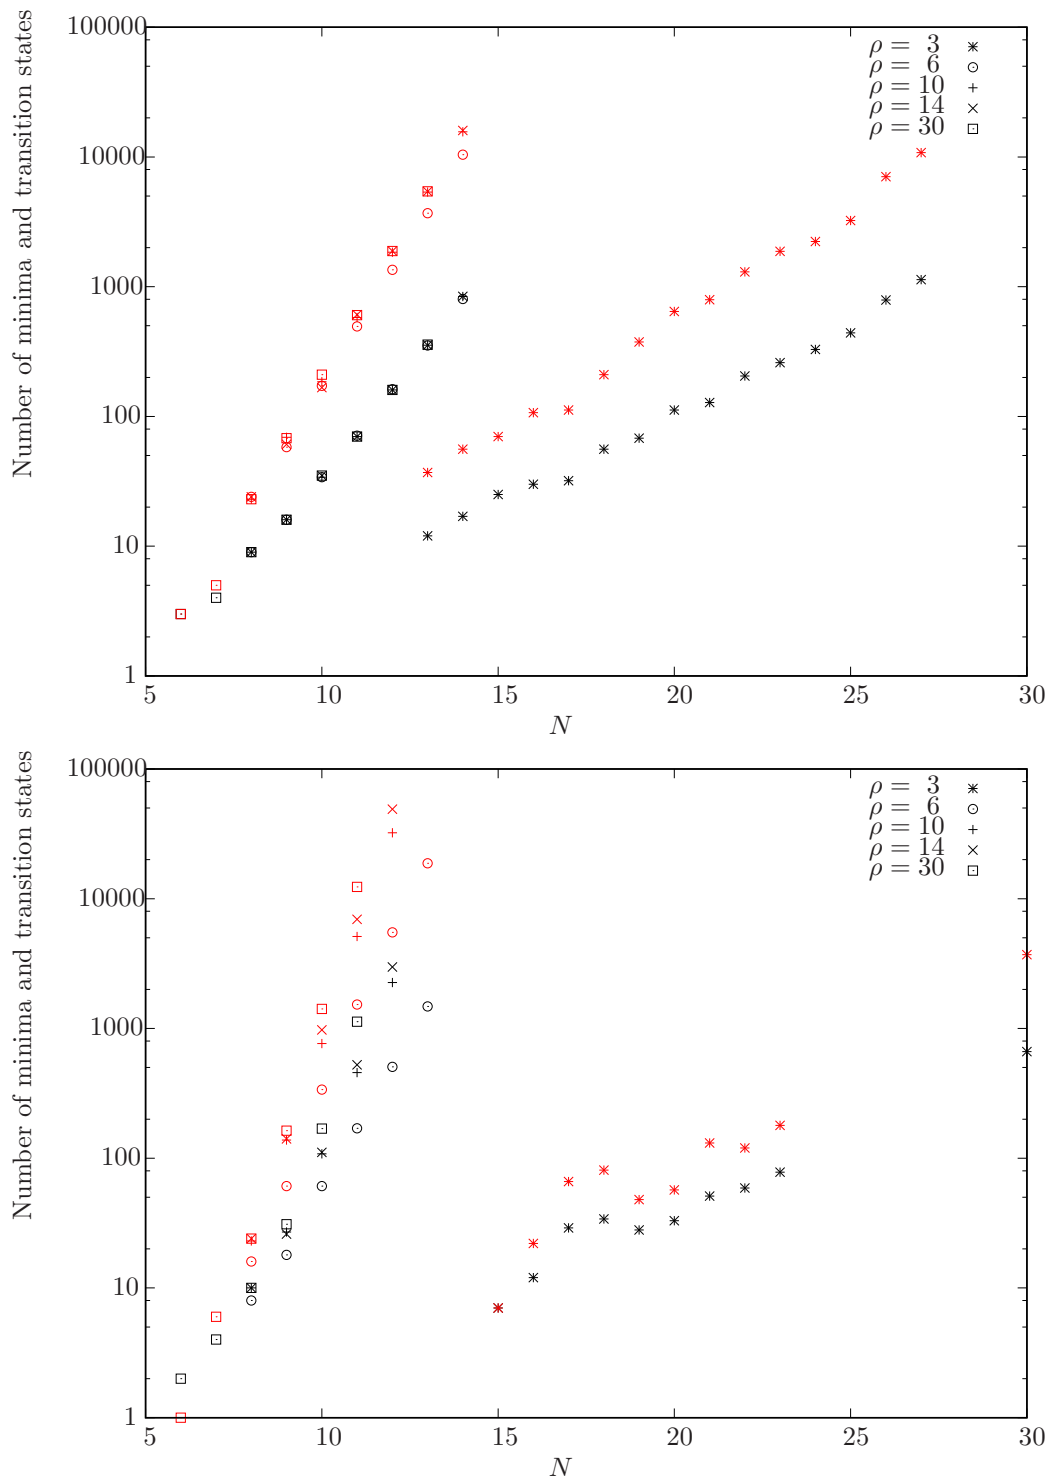 Number of minima and transition states
100000
10000
1000
100
10
1
5
10
15
20
25
30
N
ρ = 3
ρ = 6
ρ = 10
ρ = 14
ρ = 30
Number of minima and transition states
100000
10000
1000
100
10
1
5
10
15
20
25
30
N
ρ = 3
ρ = 6
ρ = 10
ρ = 14
ρ = 30